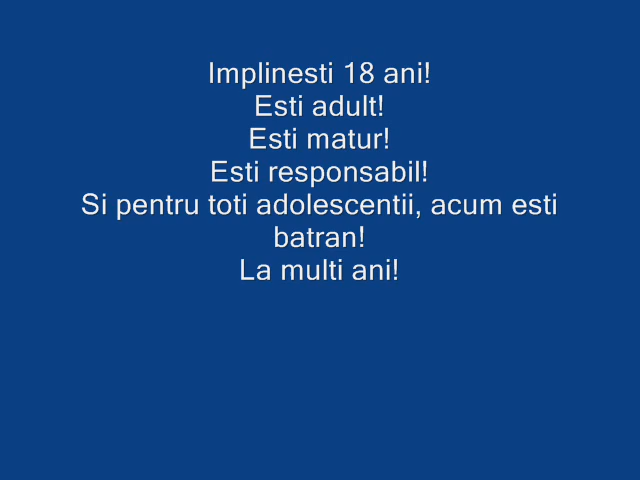 Implinesti 18 ani!
Esti adult!
Esti matur!
Esti responsabil!
Si pentru toti adolescentii, acum esti
batran!
La multi ani!